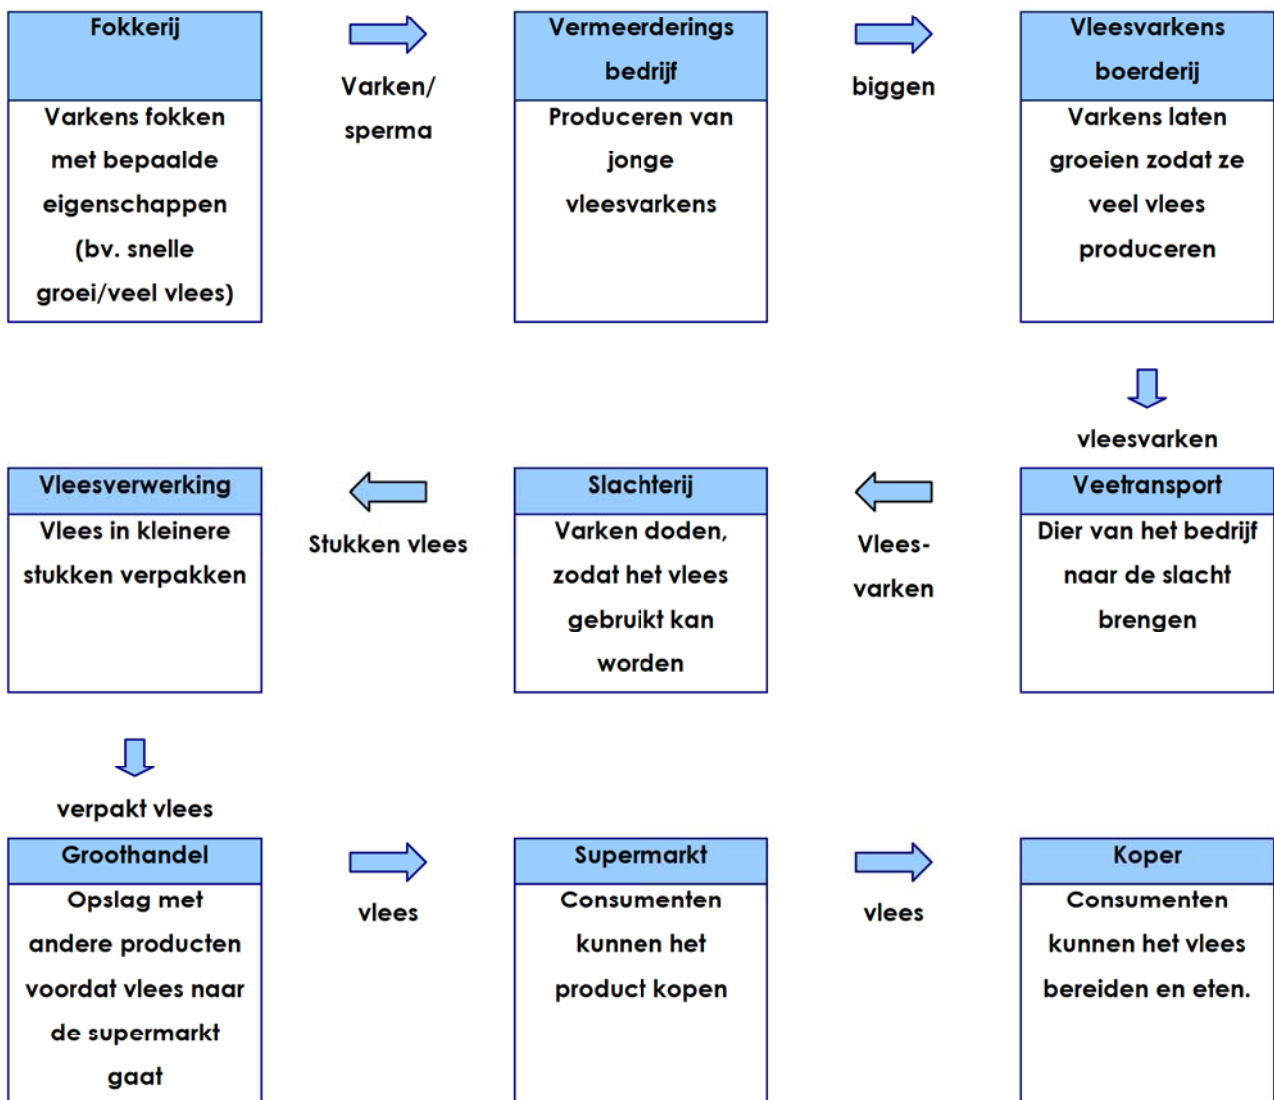 Fokkerij
Varkens fokken
met bepaalde
eigenschappen
(bv. snelle
groei/veel vlees)
Varken/
sperma
Vermeerderings
bedrijf
Produceren van
jonge
vleesvarkens
biggen
Vleesvarkens
boerderij
Varkens laten
groeien zodat ze
veel vlees
produceren
vleesvarken
Veetransport
Dier van het bedrijf
naar de slacht
brengen
Vlees-
varken
Slachterij
Varken doden,
zodat het vlees
gebruikt kan
worden
Stukken vlees
Vleesverwerking
Vlees in kleinere
stukken verpakken
verpakt vlees
Groothandel
Opslag met
andere producten
voordat vlees naar
de supermarkt
gaat
vlees
Supermarkt
Consumenten
kunnen het
product kopen
vlees
Koper
Consumenten
kunnen het vlees
bereiden en eten.